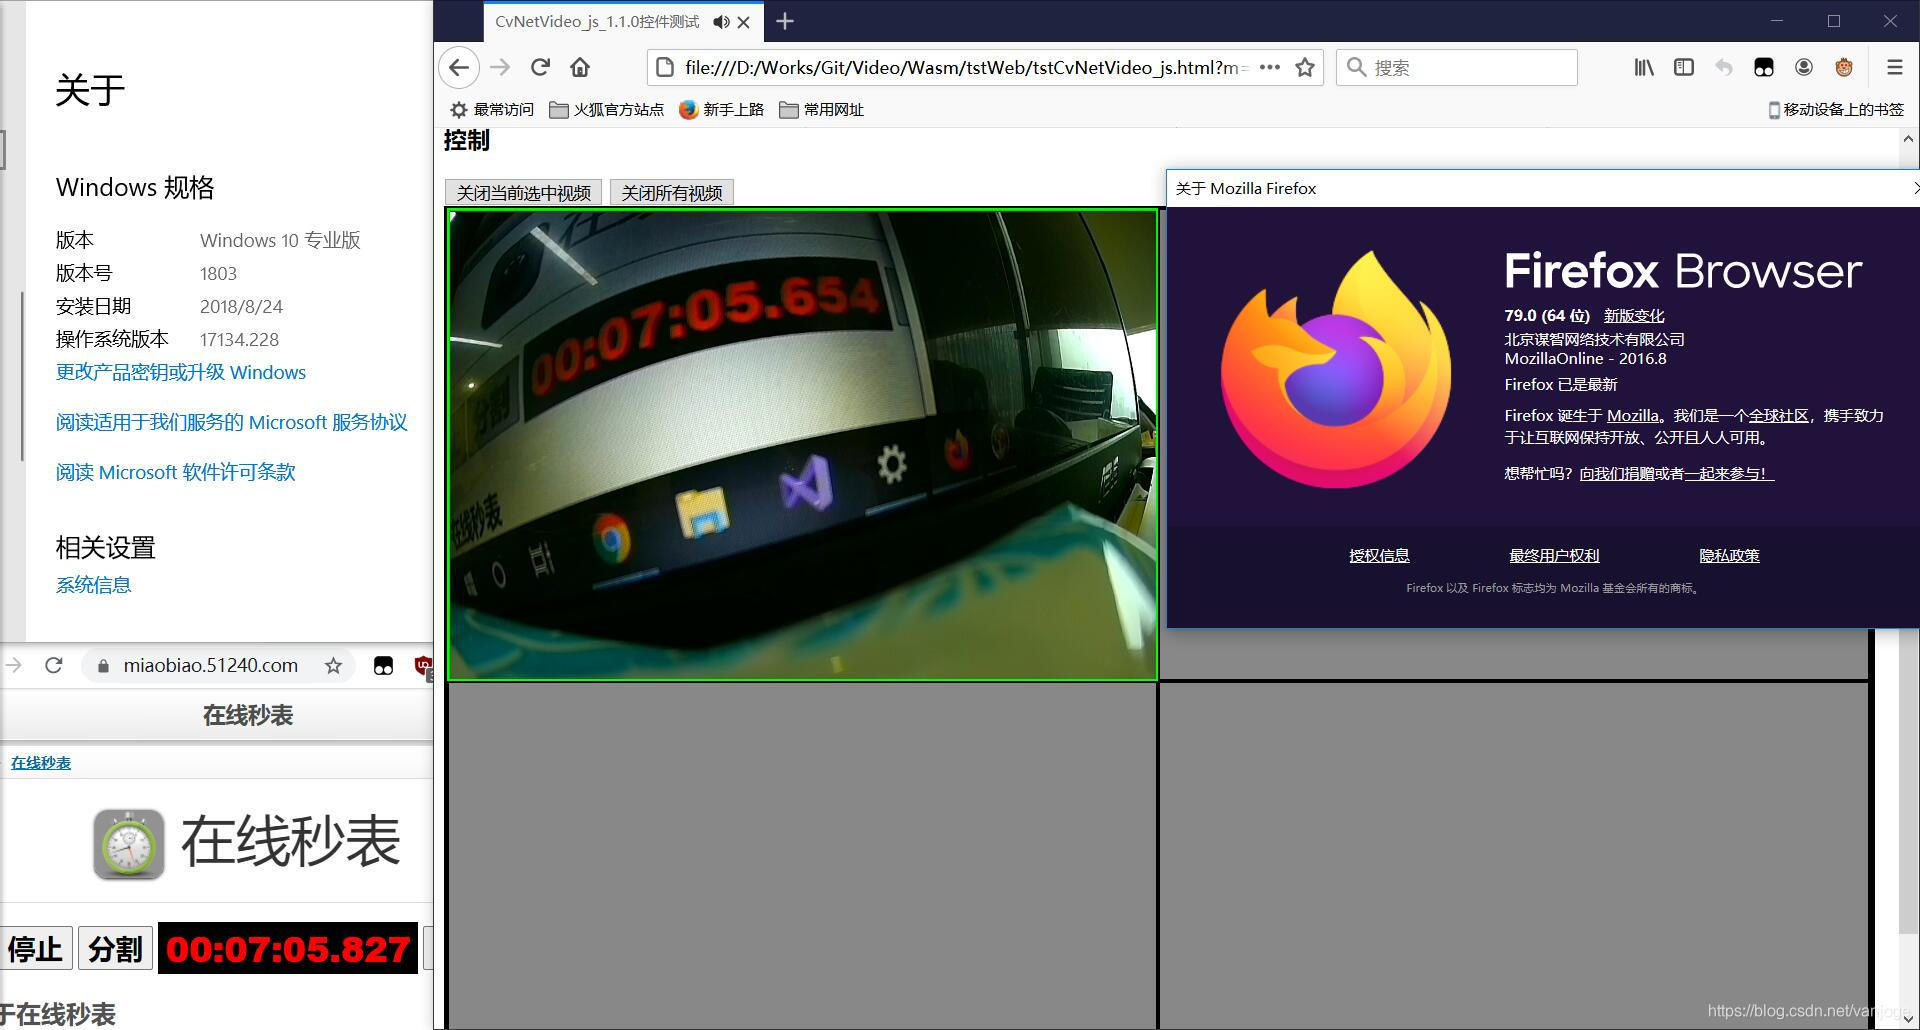 关于
Windows 规格
版本 Windows 10 专业版
版本号 1803
安装日期 2018/8/24
操作系统版本 17134.228
更改产品密钥或升级 Windows
阅读适用于我们服务的 Microsoft 服务协议
阅读 Microsoft 软件许可条款
相关设置
系统信息
miaobiao.51240.com
在线秒表
在线秒表
在线秒表
停止 分割 00:07:05.827
于在线秒表
CvNetVideo_js_1.1.0控件测试
file:///D:/Works/Git/Video/Wasm/tstWeb/tstCvNetVideo_js.html?m=
搜索
最常访问 火狐官方站点 新手上路 常用网址 移动设备上的书签
控制
关闭当前选中视频 关闭所有视频
00:07:05.654
分割
在线秒表
关于 Mozilla Firefox
Firefox Browser
79.0 (64 位) 新版变化
北京谋智网络技术有限公司
MozillaOnline - 2016.8
Firefox 已是最新
Firefox 诞生于 Mozilla。我们是一个全球社区，携手致力
于让互联网保持开放、公开且人人可用。
想帮忙吗？向我们捐赠或者一起来参与！
授权信息 最终用户权利 隐私政策
Firefox 以及 Firefox 标志均为 Mozilla 基金会所有的商标。
https://blog.csdn.net/vanjoge